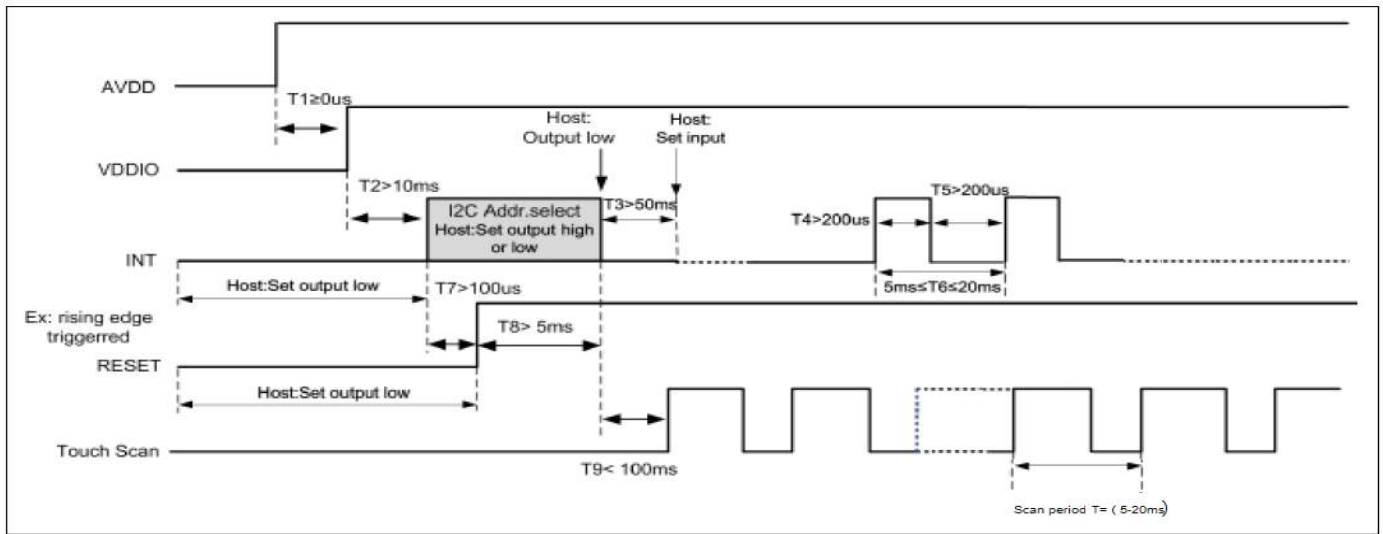 AVDD
T1≥0us
Host:
Output low
Host:
Set input
VDDIO
T2>10ms
I2C Addr.select
Host:Set output high
or low
T3>50ms
T5>200us
T4>200us
INT
Host:Set output low
T7>100us
5ms≤T6≤20ms
Ex: rising edge
triggerred
T8> 5ms
RESET
Host:Set output low
Touch Scan
T9< 100ms
Scan period T= ( 5-20ms)